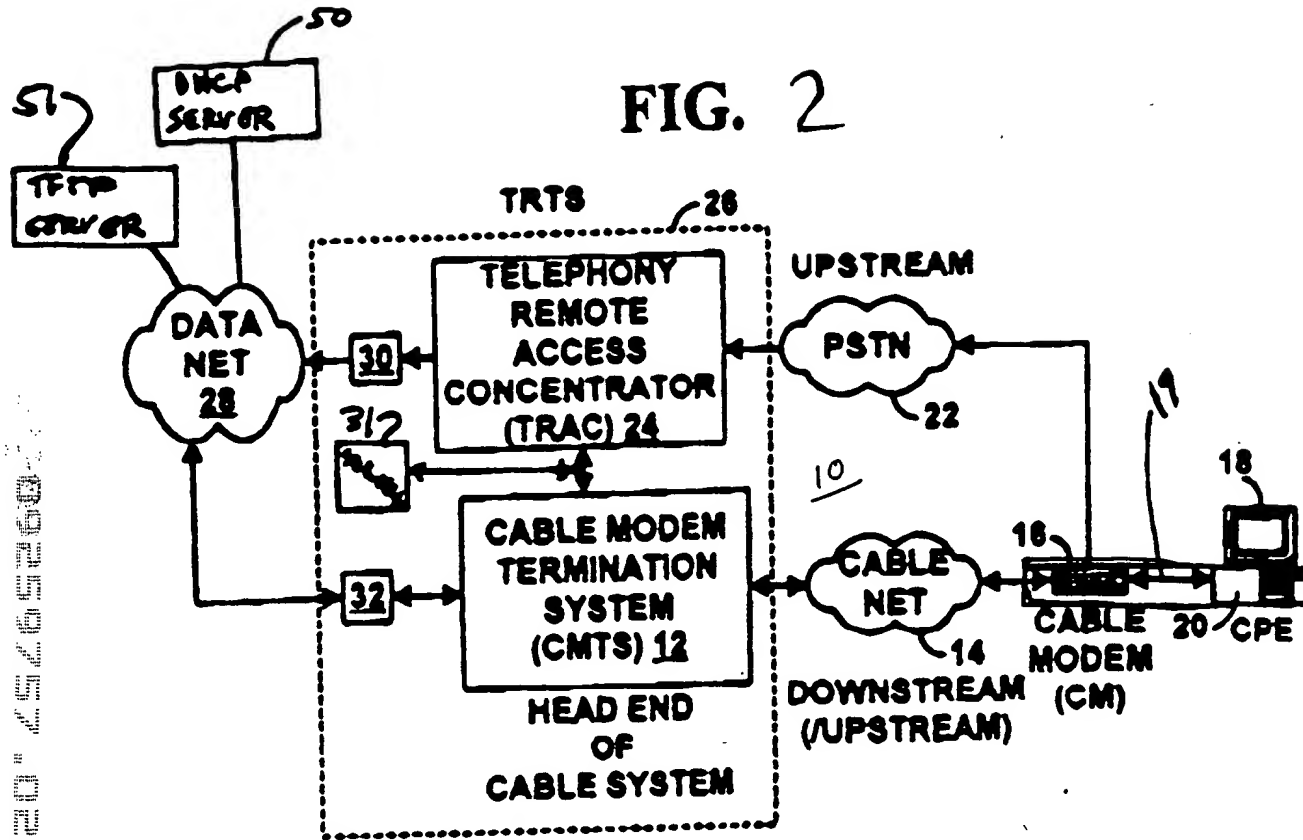 50
DHCP
SERVER
51
TFTP
SERVER
FIG. 2
TRTS
26
TELEPHONY
REMOTE
ACCESS
CONCENTRATOR
(TRAC) 24
UPSTREAM
PSTN
22
DATA
NET
28
30
312
10
19
18
16
CABLE MODEM
TERMINATION
SYSTEM
(CMTS) 12
32
CABLE
NET
14
20
CPE
CABLE
MODEM
(CM)
DOWNSTREAM
(/UPSTREAM)
HEAD END
OF
CABLE SYSTEM